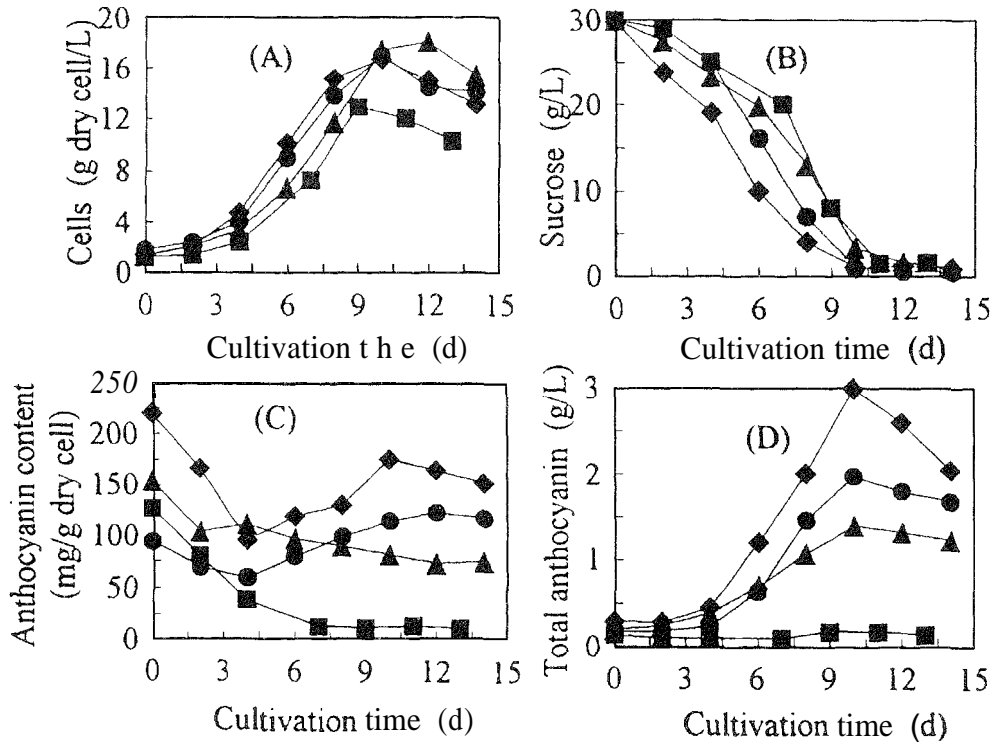 (A)
Cells (g dry cell/L)
20
16
12
8
4
0
0 3 6 9 12 15
Cultivation t h e (d)
(B)
Sucrose (g/L)
30
20
10
0
0 3 6 9 12 15
Cultivation time (d)
(C)
Anthocyanin content
(mg/g dry cell)
250
200
150
100
50
0
0 3 6 9 12 15
Cultivation time (d)
(D)
Total anthocyanin (g/L)
3
2
1
0
0 3 6 9 12 15
Cultivation time (d)